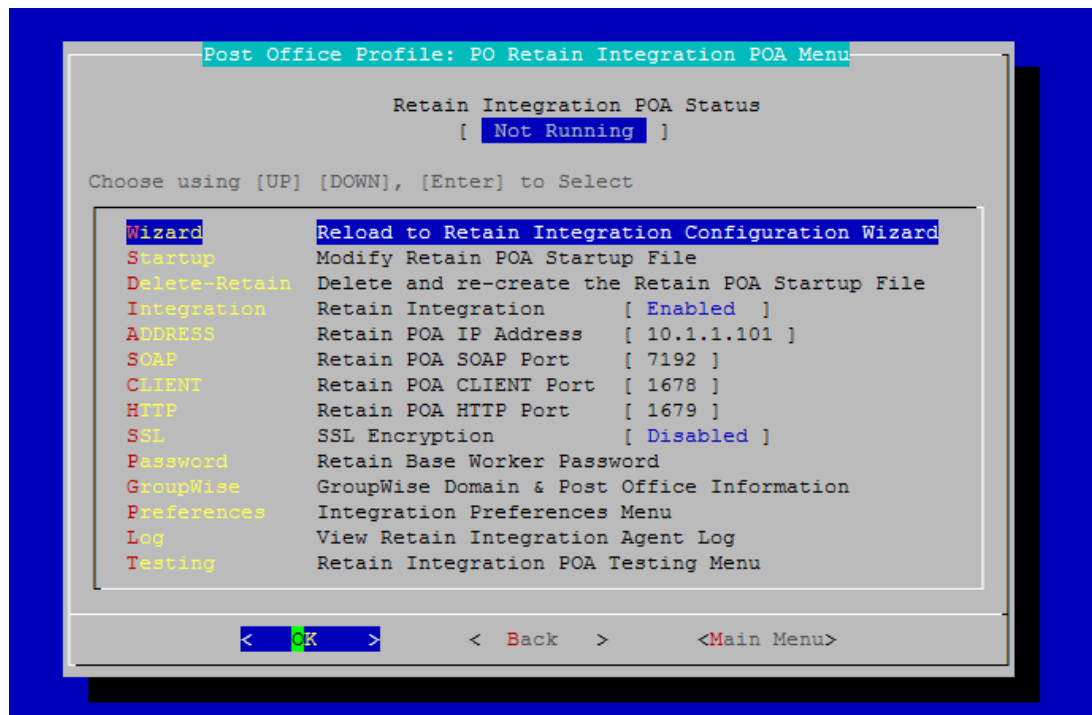 Post Office Profile: PO Retain Integration POA Menu
Retain Integration POA Status
[ Not Running ]
Choose using [UP] [DOWN], [Enter] to Select
Wizard Reload to Retain Integration Configuration Wizard
Startup Modify Retain POA Startup File
Delete-Retain Delete and re-create the Retain POA Startup File
Integration Retain Integration [ Enabled ]
ADDRESS Retain POA IP Address [ 10.1.1.101 ]
SOAP Retain POA SOAP Port [ 7192 ]
CLIENT Retain POA CLIENT Port [ 1678 ]
HTTP Retain POA HTTP Port [ 1679 ]
SSL SSL Encryption [ Disabled ]
Password Retain Base Worker Password
GroupWise GroupWise Domain & Post Office Information
Preferences Integration Preferences Menu
Log View Retain Integration Agent Log
Testing Retain Integration POA Testing Menu
< OK > < Back > <Main Menu>